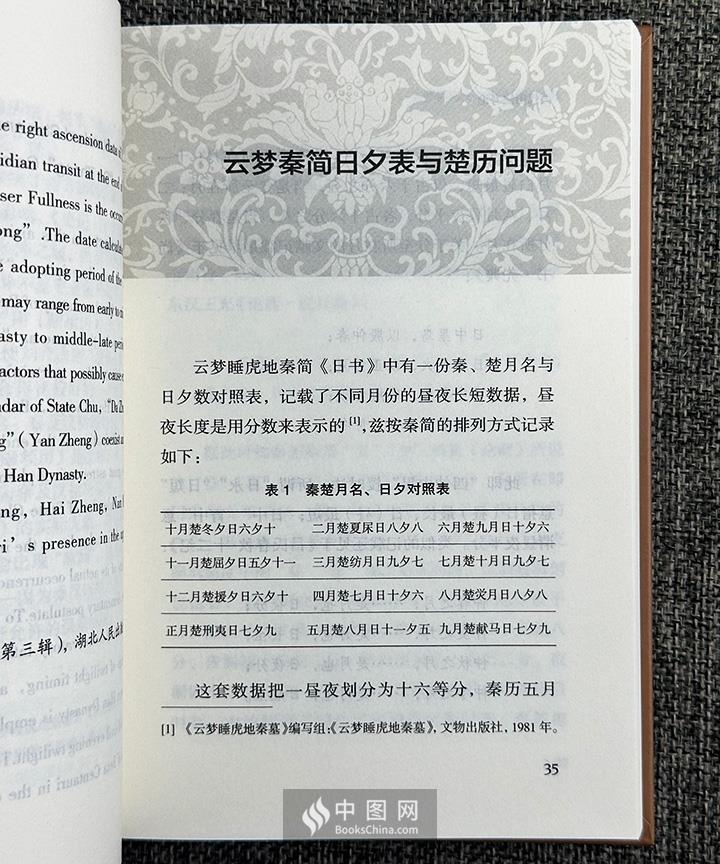 e right ascension data
idian transit at the end
ser Fullness is the occur
ong” .The date calcula
e adopting period of the
may range from early to
asty to middle-late
actors that possibly cause
ndar of State Chu,
g” ( Yan Zheng) coexist
Han Dynasty.
ng, Hai Zheng,
ri’s presence in the
第三辑），湖北人民出
云梦秦简日夕表与楚历问题
云梦睡虎地秦简《日书》中有一份秦、楚月名与
日夕数对照表，记载了不同月份的昼夜长短数据，昼
夜长度是用分数来表示的 [1],兹按秦简的排列方式记录
如下：
表 1 秦楚月名、日夕对照表
十月楚冬夕日六夕十 二月楚夏杘日八夕八 六月楚九月日十夕六
十一月楚屈夕日五夕十一 三月楚纺月日九夕七 七月楚十月日九夕七
十二月楚援夕日六夕十 四月楚七月日十夕六 八月楚爂月日八夕八
正月楚刑夷日七夕九 五月楚八月日十一夕五 九月楚献马日七夕九
这套数据把一昼夜划分为十六等分，秦历五月
[1] 《云梦睡虎地秦墓》编写组:《云梦睡虎地秦墓》，文物出版社，1981 年。
35
中图网
BooksChina.com